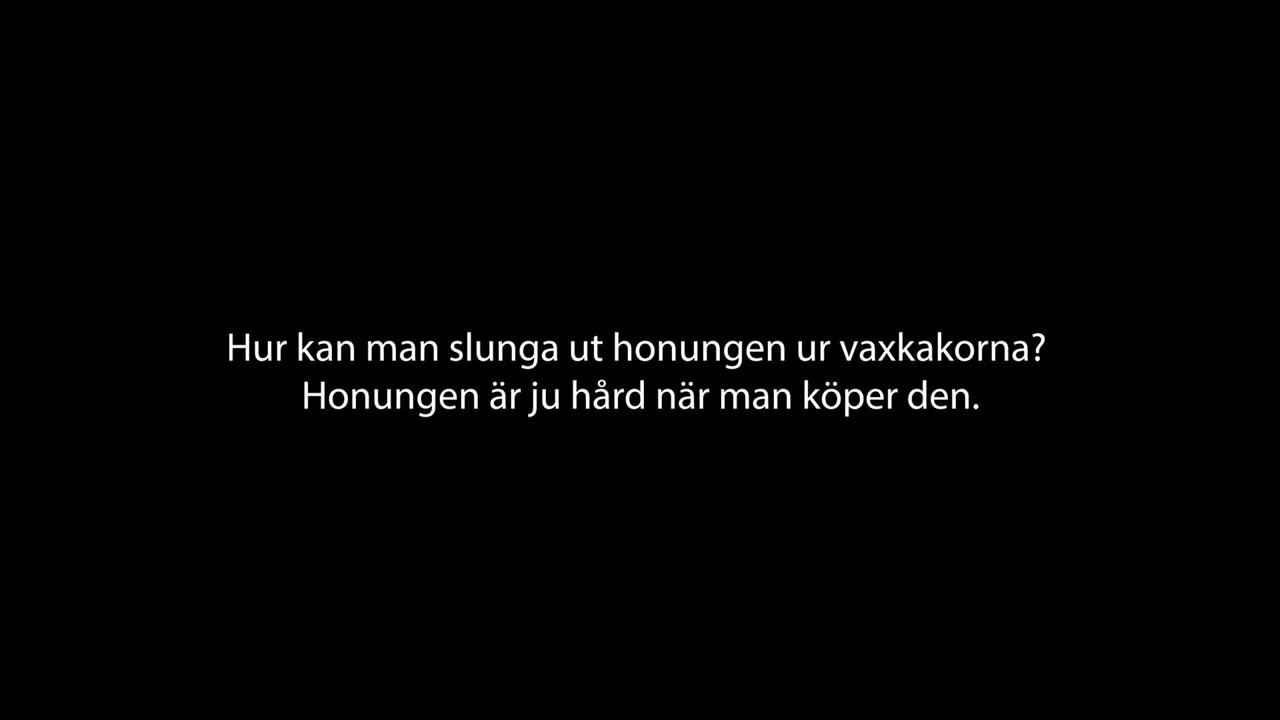 Hur kan man slunga ut honungen ur vaxkakorna?
Honungen är ju hård när man köper den.